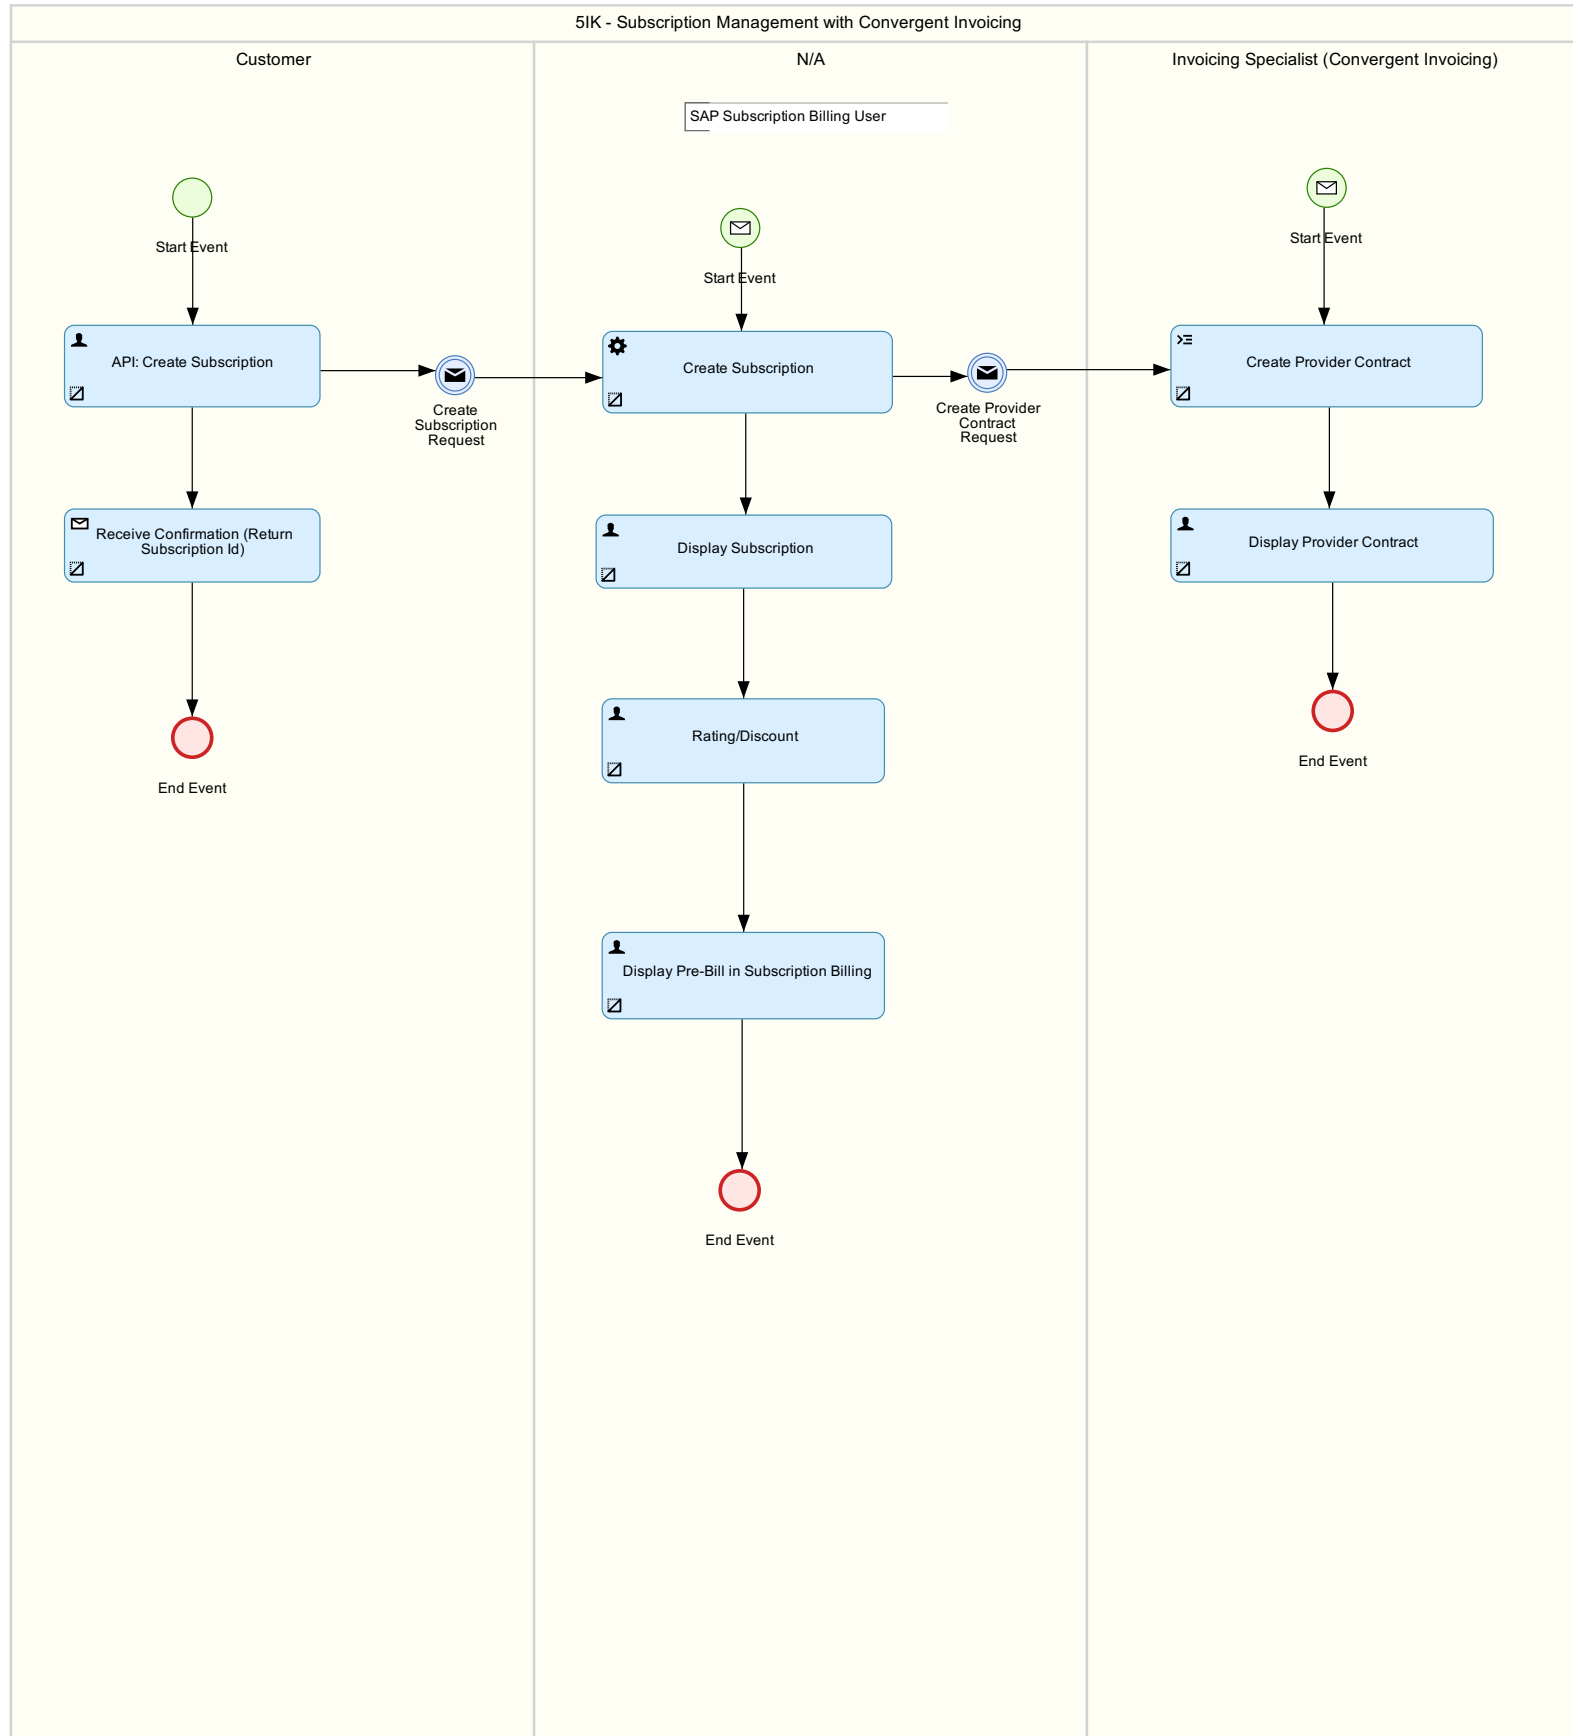 5IK - Subscription Management with Convergent Invoicing
Customer
N/A
Invoicing Specialist (Convergent Invoicing)
SAP Subscription Billing User
Start Event
Start Event
Start Event
API: Create Subscription
Create
Subscription
Request
Create Subscription
Create Provider
Contract
Request
Create Provider Contract
Receive Confirmation (Return
Subscription Id)
Display Subscription
Display Provider Contract
Rating/Discount
End Event
End Event
Display Pre-Bill in Subscription Billing
End Event